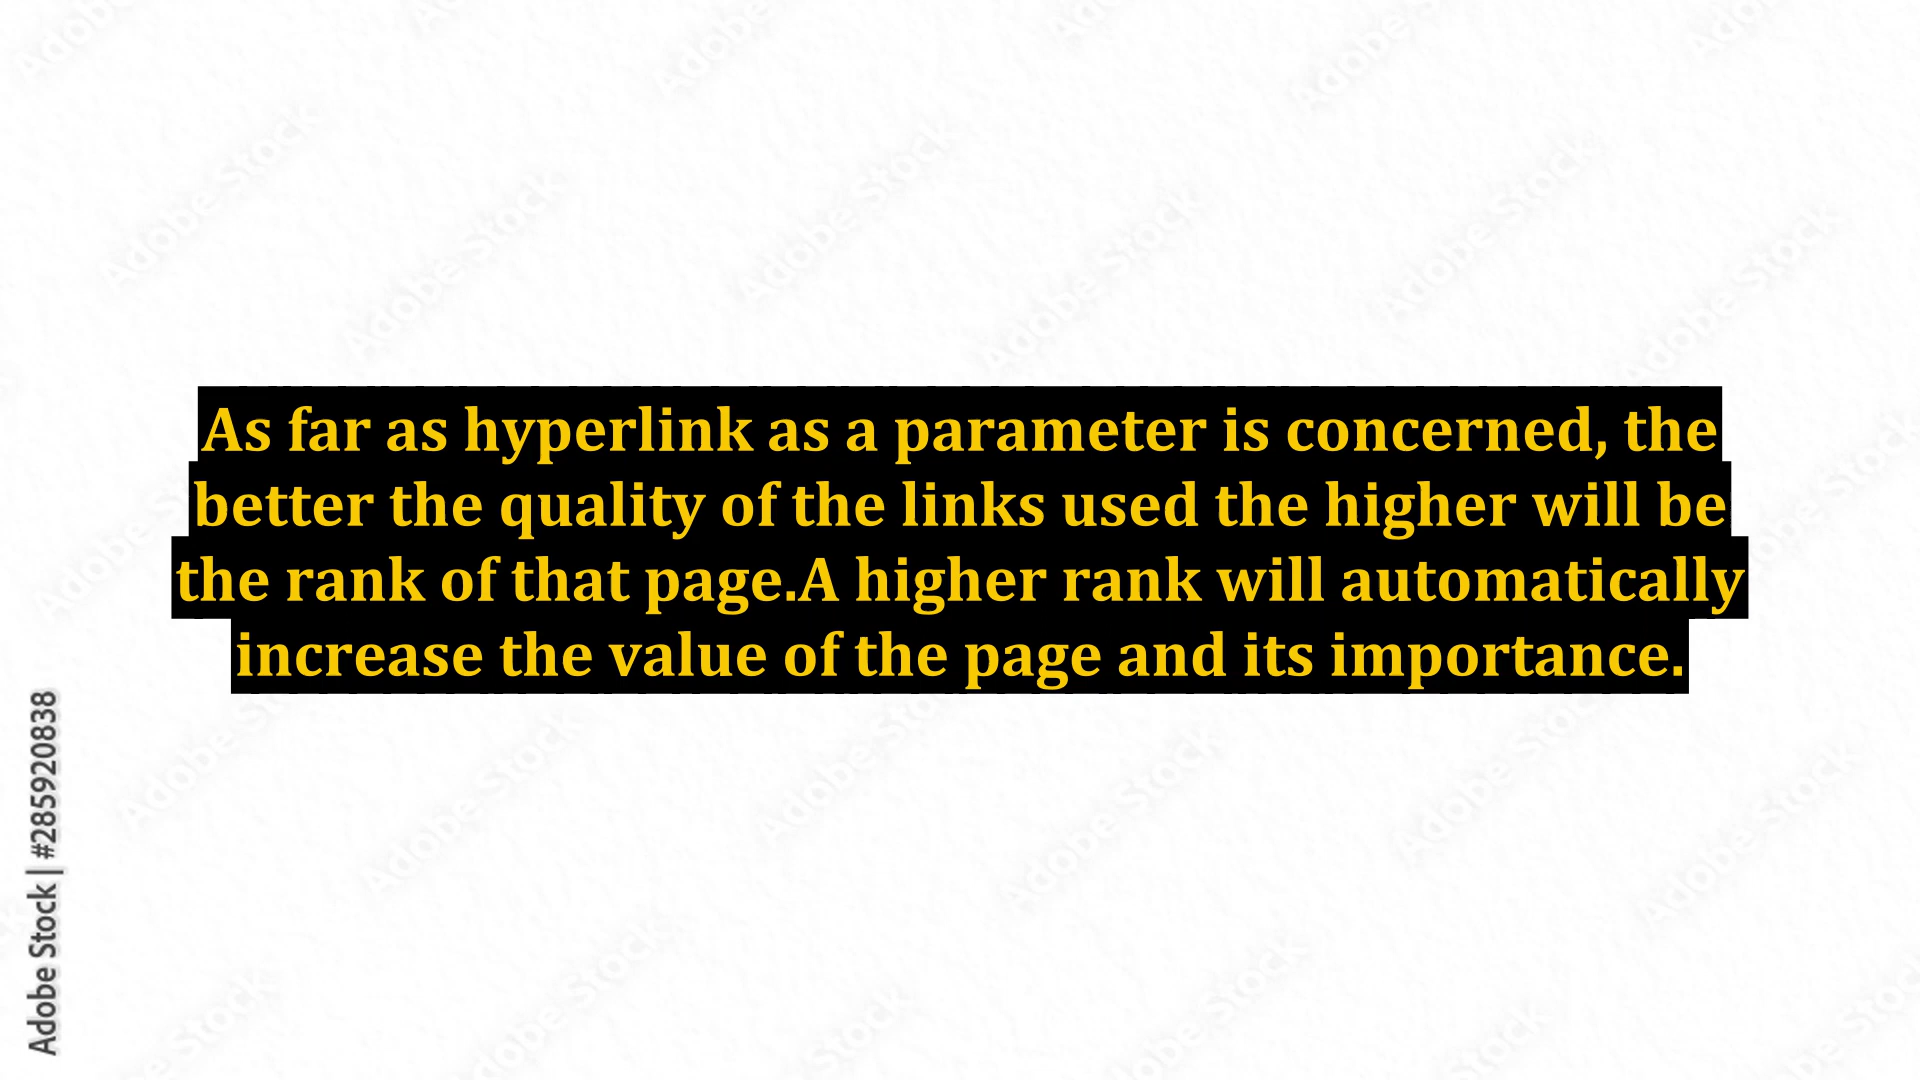 As far as hyperlink as a parameter is concerned, the
better the quality of the links used the higher will be
the rank of that page.A higher rank will automatically
increase the value of the page and its importance.
Adobe Stock | #285920838